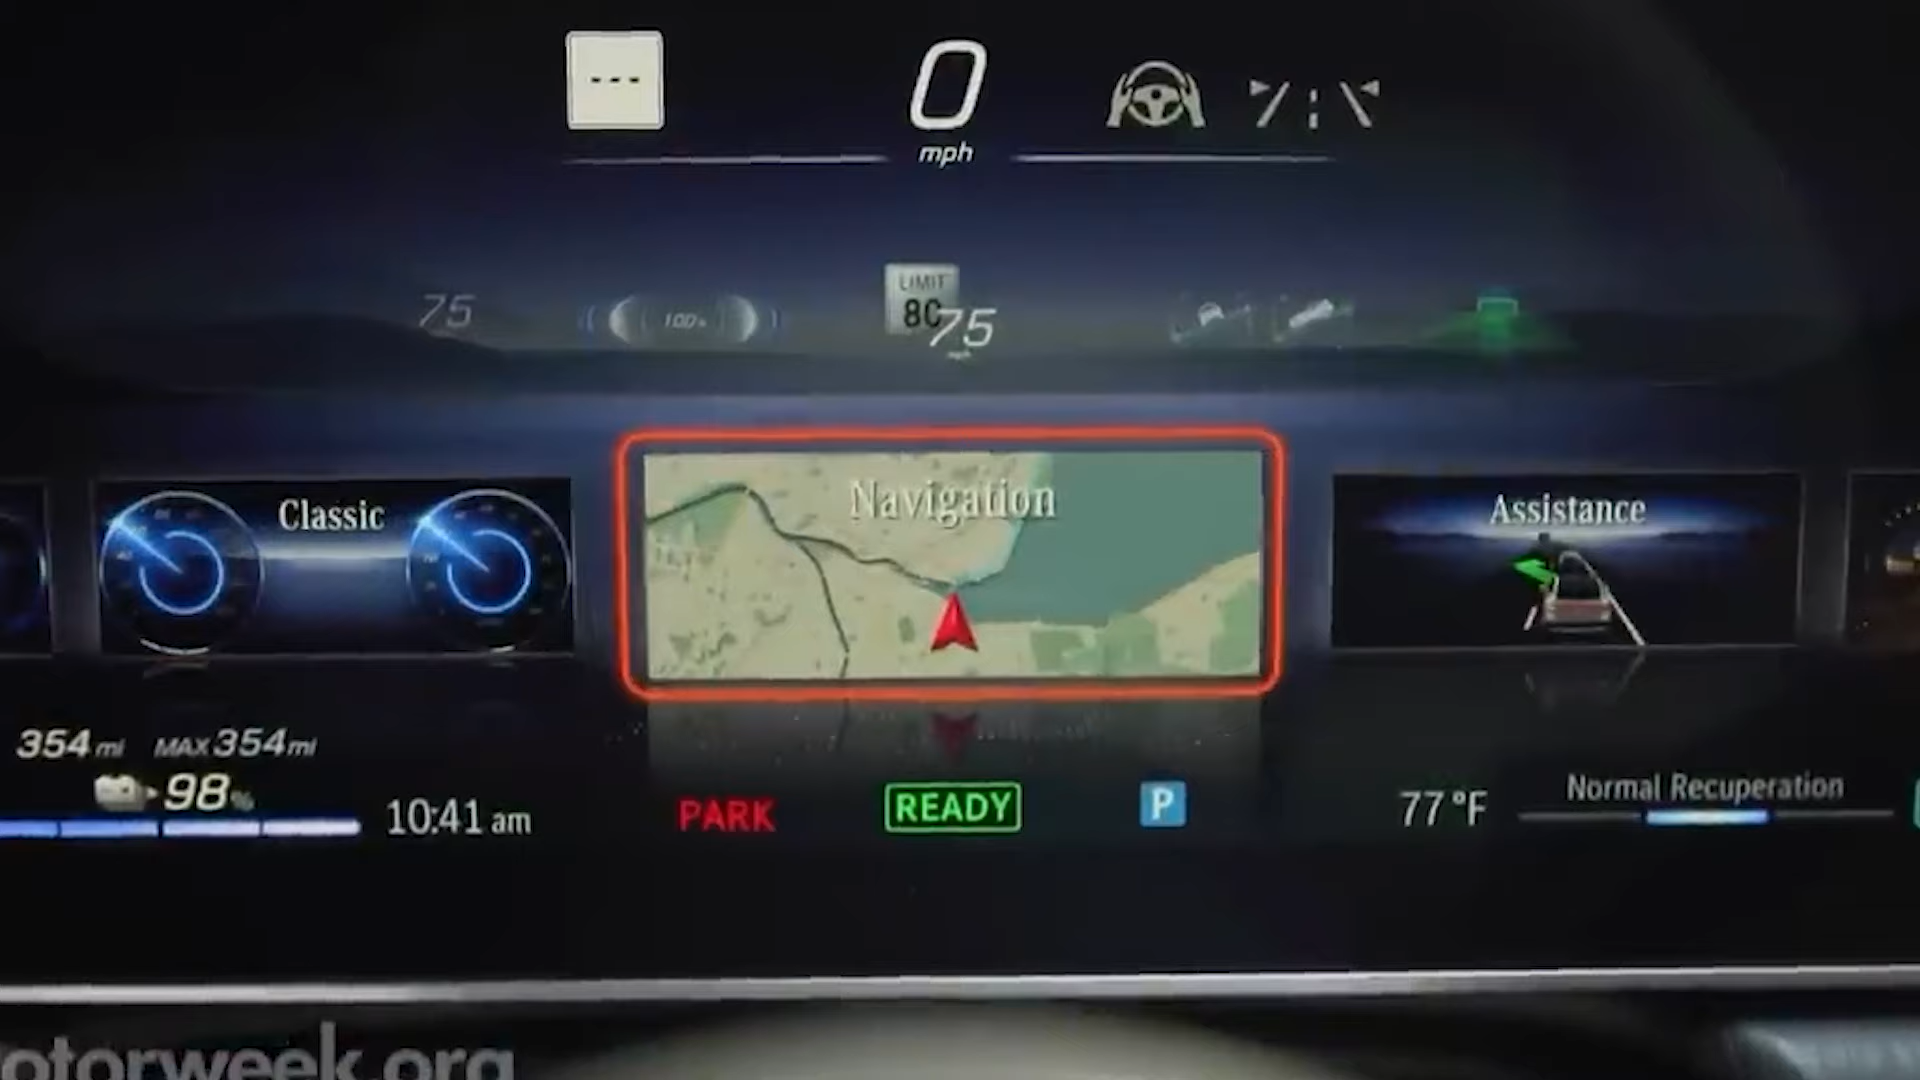 ---
0
mph
75
100%
LIMIT
80
75
mph
Classic
Navigation
Assistance
354 mi MAX 354 mi
98%
10:41 am
PARK
READY
P
77°F
Normal Recuperation
otorweek.org